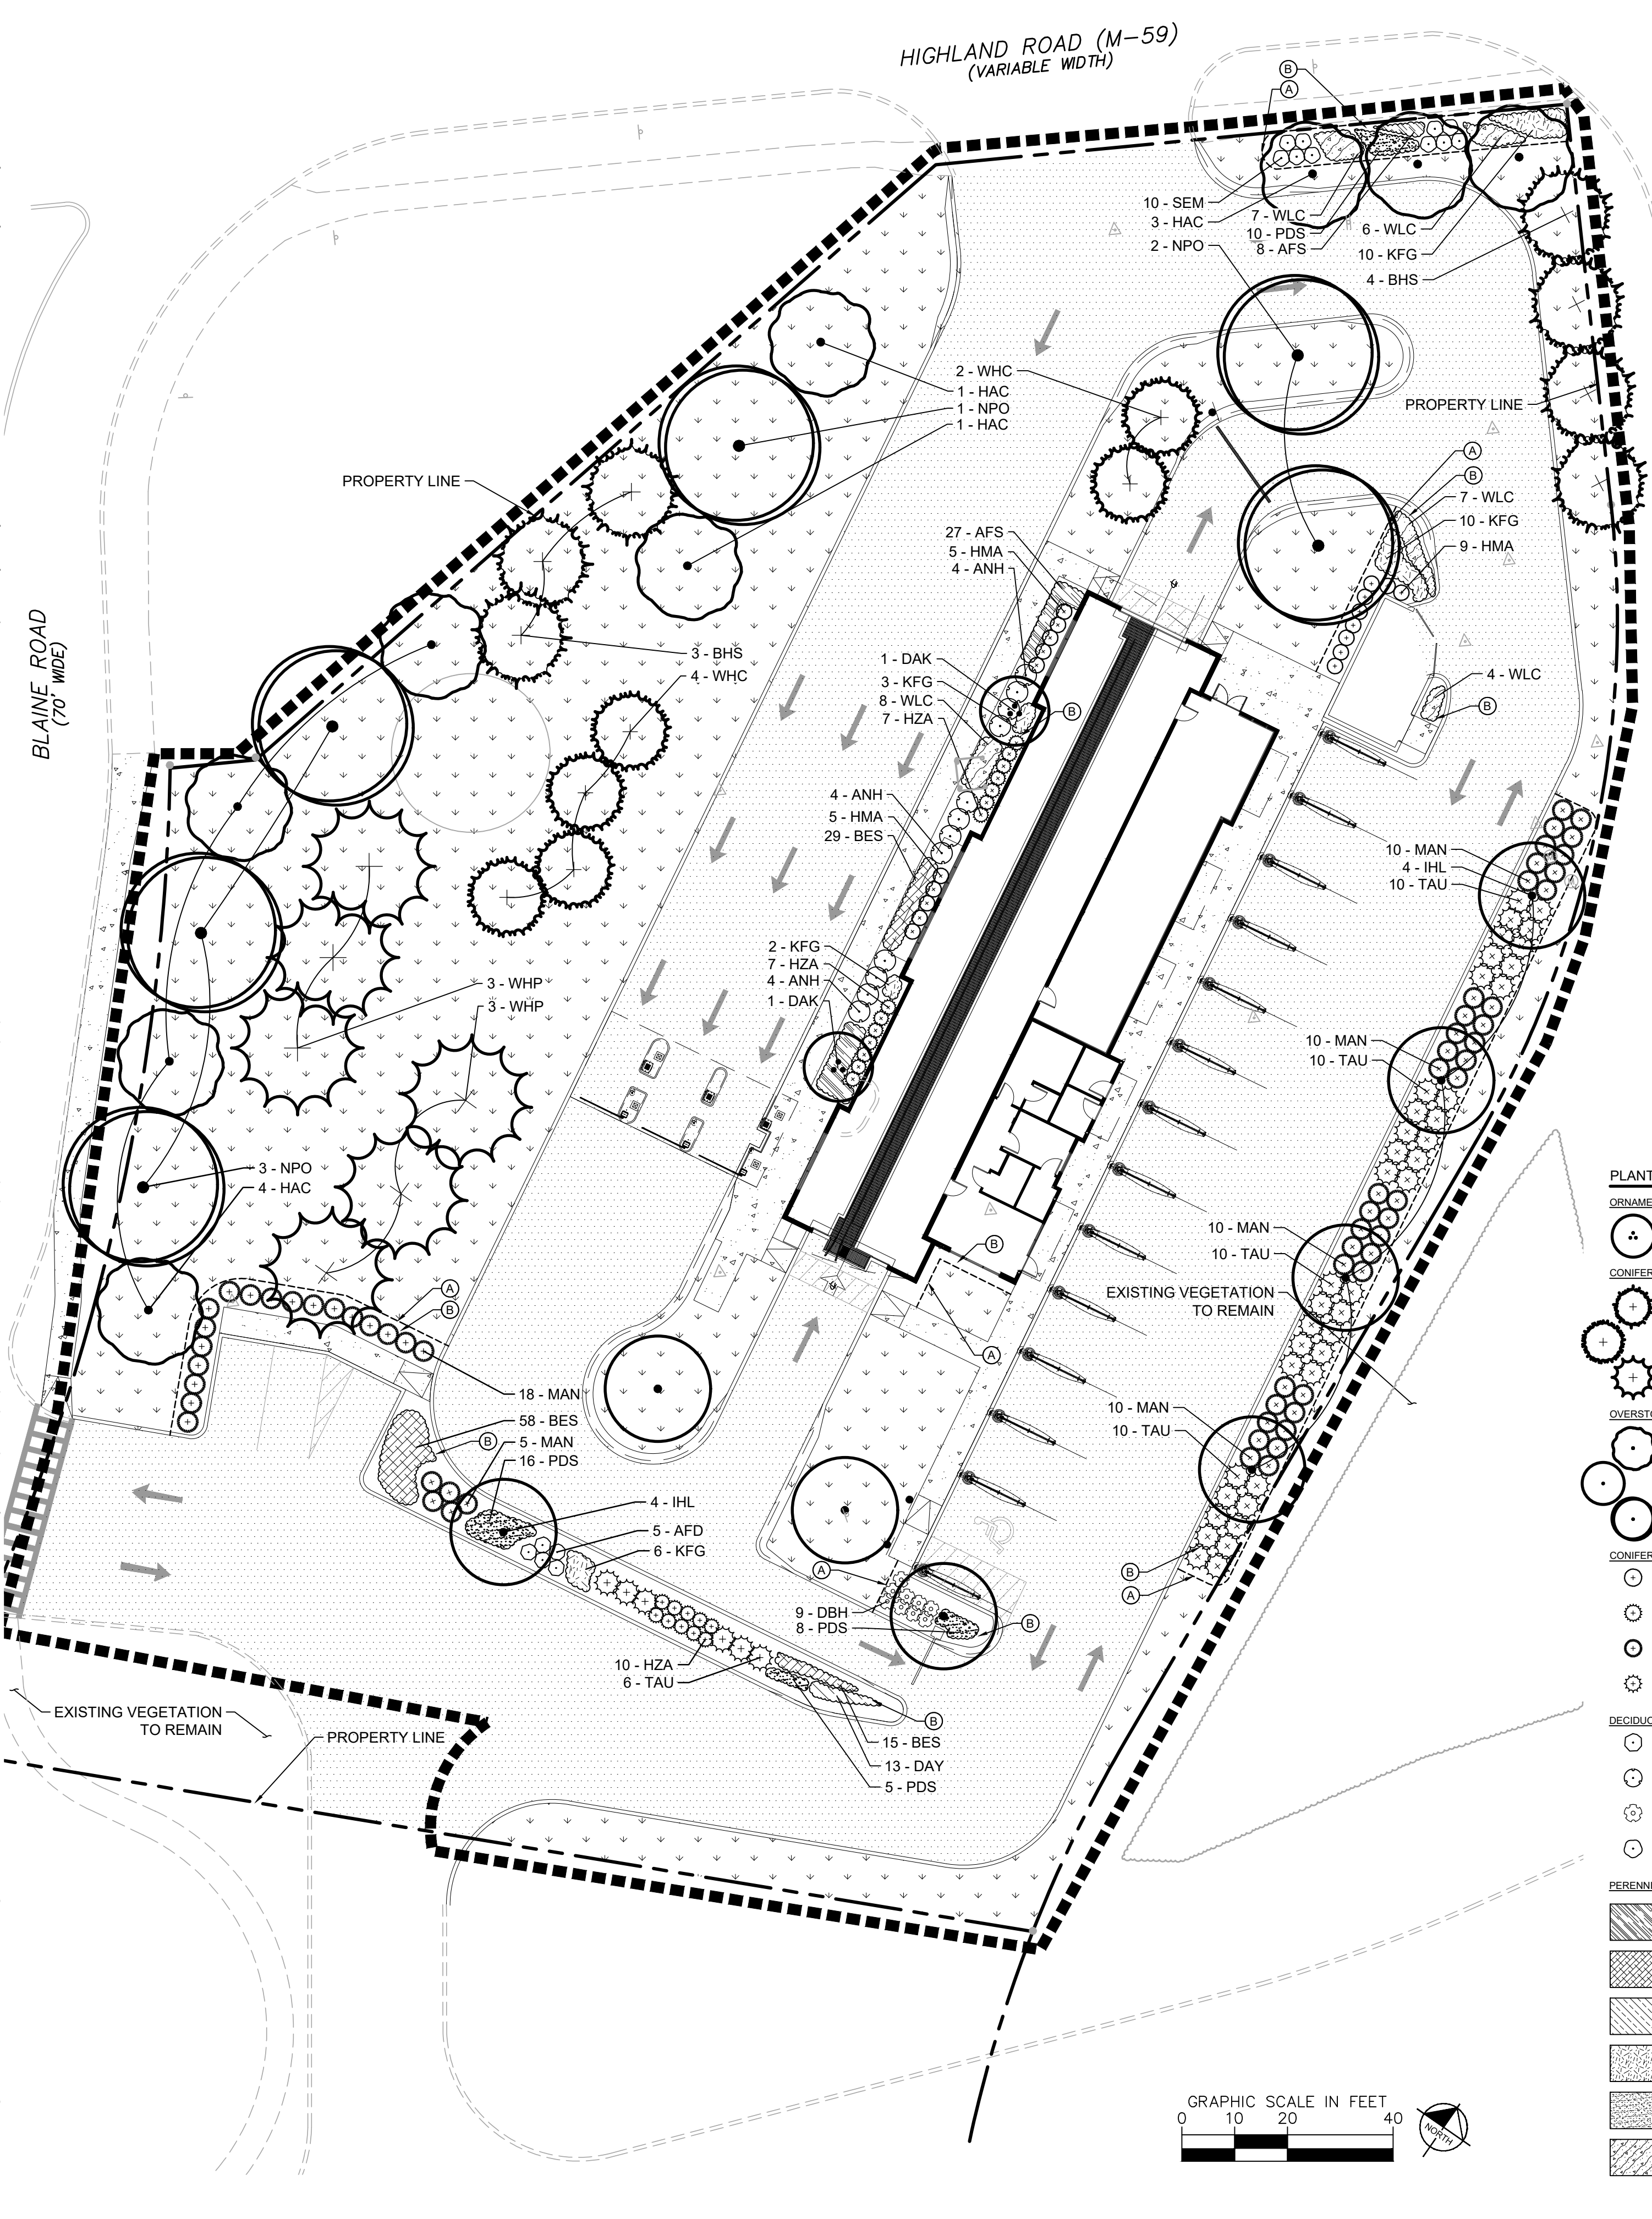 HIGHLAND ROAD (M-59)
(VARIABLE WIDTH)
B
A
10 - SEM
3 - HAC
2 - NPO
7 - WLC
10 - PDS
8 - AFS
6 - WLC
10 - KFG
4 - BHS
2 - WHC
1 - HAC
1 - NPO
1 - HAC
PROPERTY LINE
PROPERTY LINE
A
B
7 - WLC
10 - KFG
9 - HMA
27 - AFS
5 - HMA
4 - ANH
BLAINE ROAD
(70' WIDE)
3 - BHS
4 - WHC
1 - DAK
3 - KFG
8 - WLC
7 - HZA
B
4 - WLC
B
4 - ANH
5 - HMA
29 - BES
10 - MAN
4 - IHL
10 - TAU
2 - KFG
7 - HZA
4 - ANH
1 - DAK
3 - WHP
3 - WHP
10 - MAN
10 - TAU
3 - NPO
4 - HAC
10 - MAN
10 - TAU
B
EXISTING VEGETATION
TO REMAIN
A
A
B
18 - MAN
58 - BES
B
5 - MAN
16 - PDS
10 - MAN
10 - TAU
4 - IHL
5 - AFD
6 - KFG
A
9 - DBH
8 - PDS
B
B
A
10 - HZA
6 - TAU
B
15 - BES
13 - DAY
5 - PDS
EXISTING VEGETATION
TO REMAIN
PROPERTY LINE
PLANT
ORNAME
CONIFER
OVERSTO
CONIFER
DECIDUO
PERENNI
GRAPHIC SCALE IN FEET
0 10 20 40
NORTH